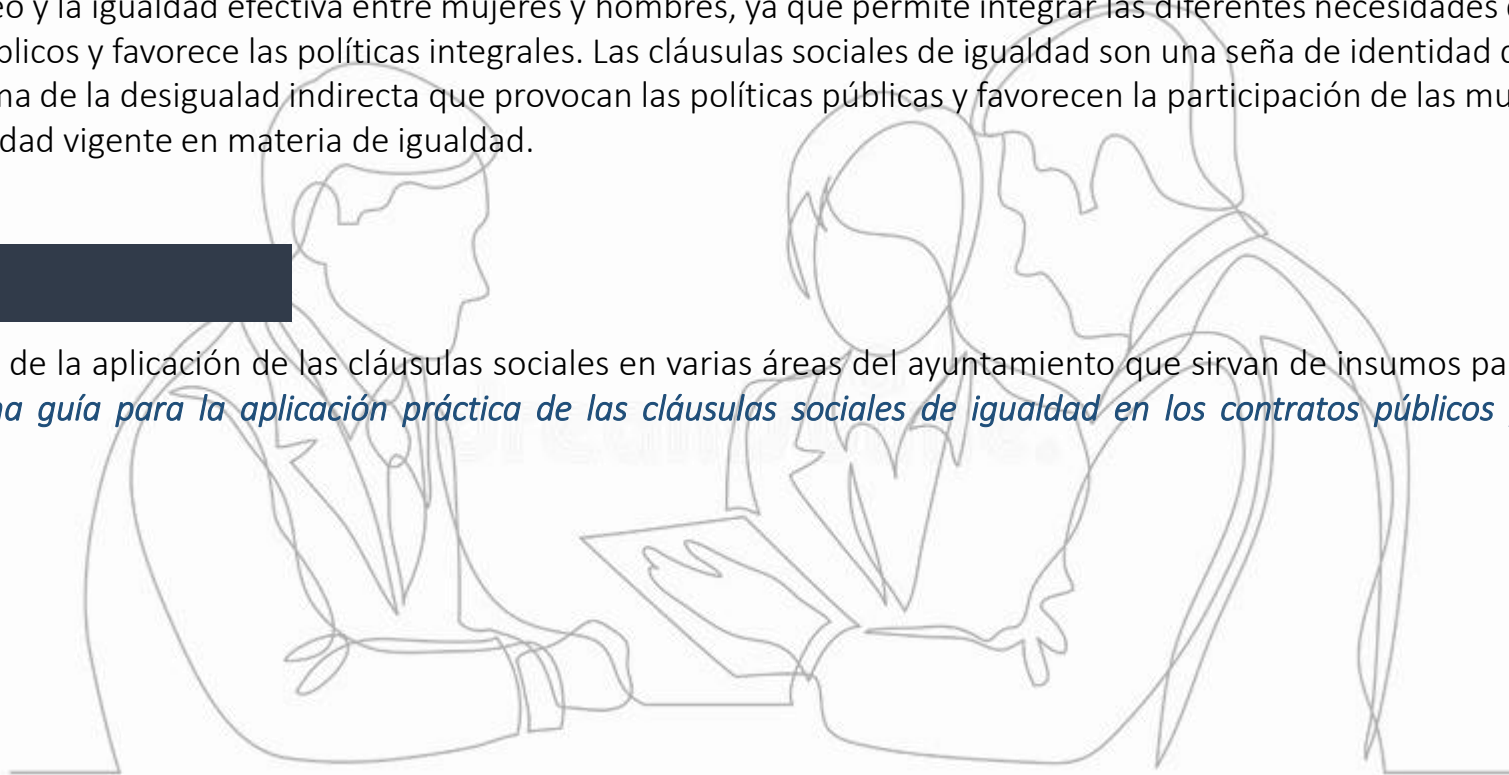 eo y la igualdad efectiva entre mujeres y hombres, ya que permite integrar las diferentes necesidades
blicos y favorece las políticas integrales. Las cláusulas sociales de igualdad son una seña de identidad
ma de la desigualad indirecta que provocan las políticas públicas y favorecen la participación de las mu
dad vigente en materia de igualdad.
de la aplicación de las cláusulas sociales en varias áreas del ayuntamiento que sirvan de insumos pa
na guía para la aplicación práctica de las cláusulas sociales de igualdad en los contratos públicos